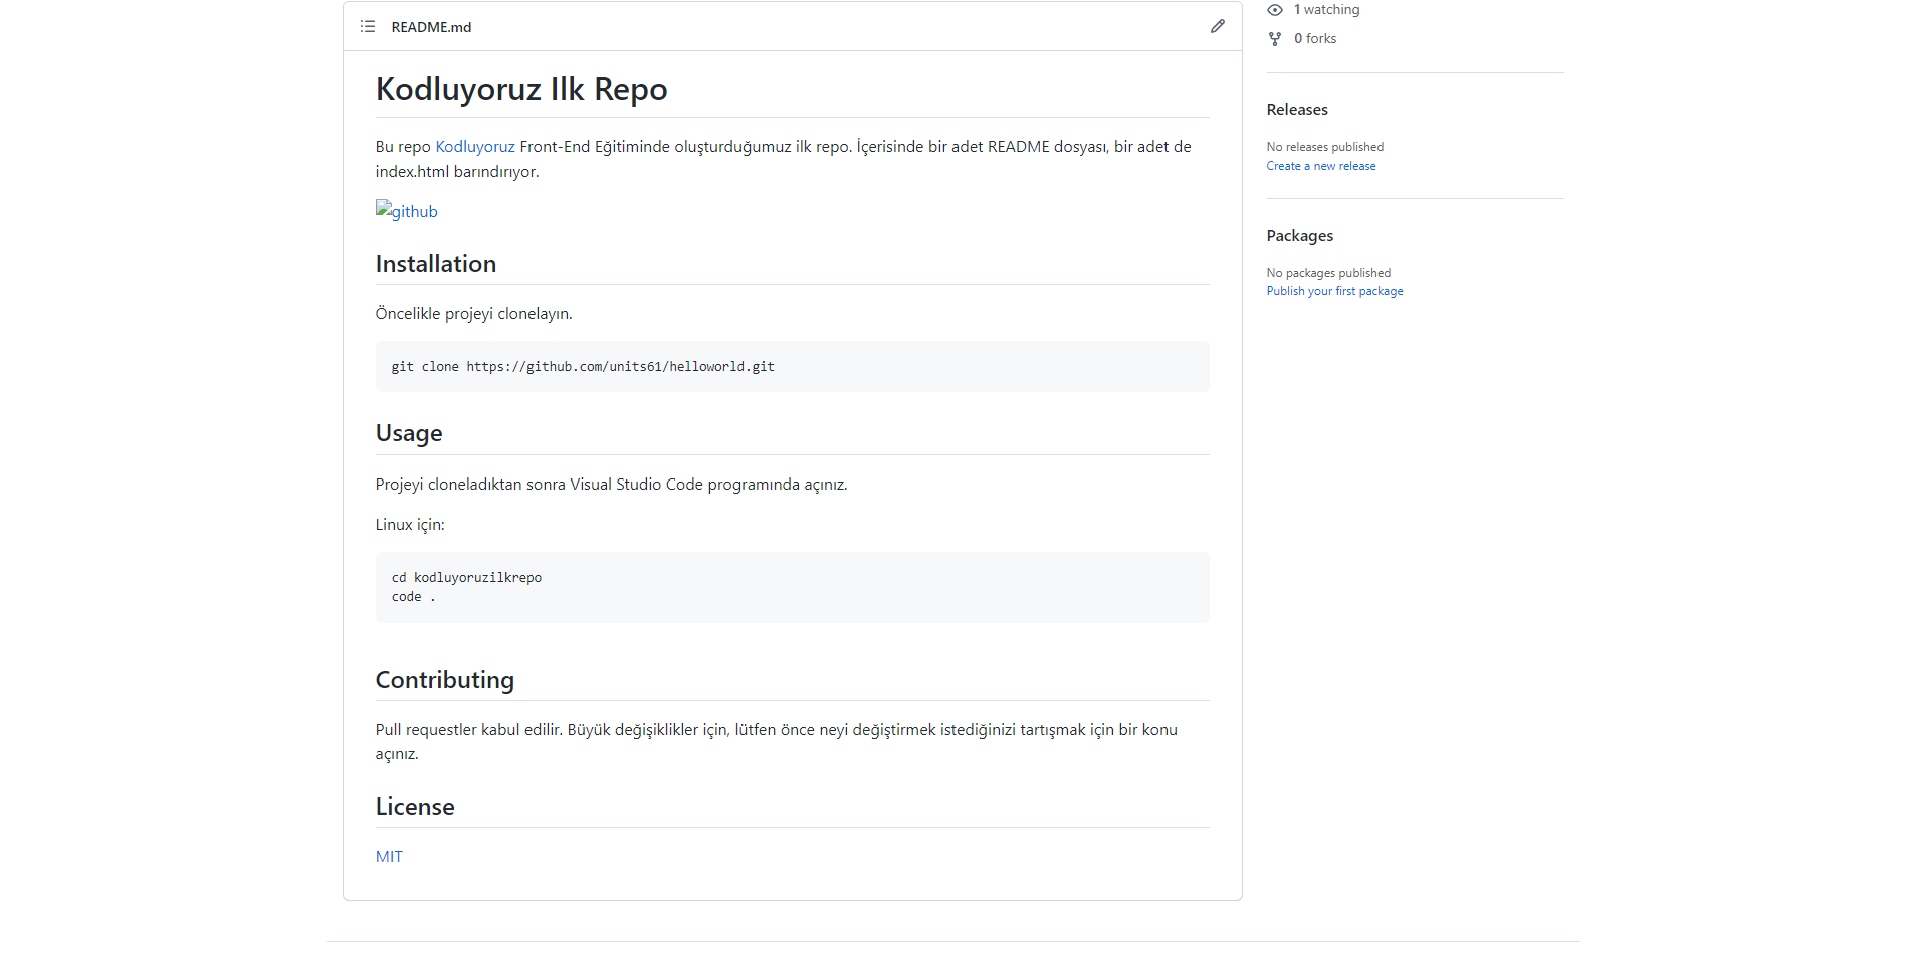 README.md
Kodluyoruz Ilk Repo
Bu repo Kodluyoruz Front-End Eğitiminde oluşturduğumuz ilk repo. İçerisinde bir adet README dosyası, bir adet de
index.html barındırıyor.
github
Installation
Öncelikle projeyi clonelayın.
git clone https://github.com/units61/helloworld.git
Usage
Projeyi cloneladıktan sonra Visual Studio Code programında açınız.
Linux için:
cd kodluyoruzilkrepo
code .
Contributing
Pull requestler kabul edilir. Büyük değişiklikler için, lütfen önce neyi değiştirmek istediğinizi tartışmak için bir konu
açınız.
License
MIT
1 watching
0 forks
Releases
No releases published
Create a new release
Packages
No packages published
Publish your first package